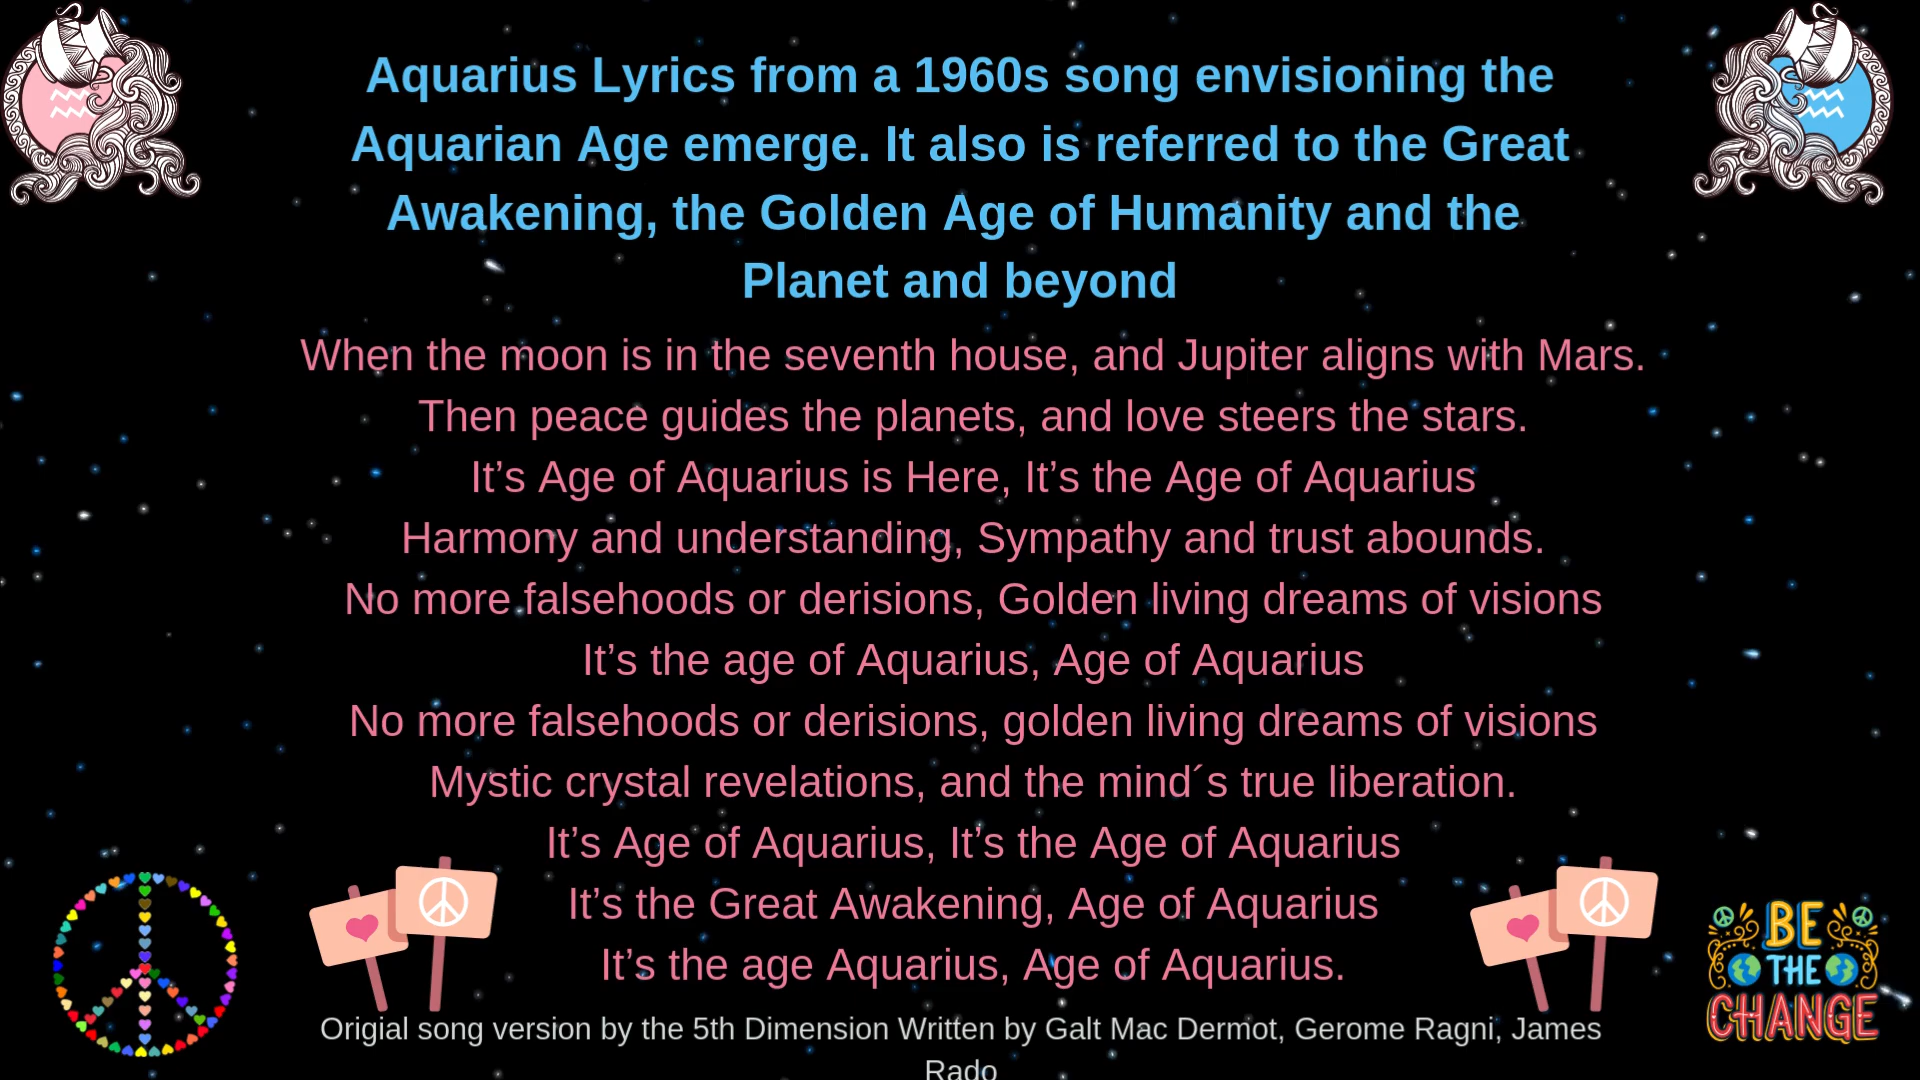 Aquarius Lyrics from a 1960s song envisioning the
Aquarian Age emerge. It also is referred to the Great
Awakening, the Golden Age of Humanity and the
Planet and beyond
When the moon is in the seventh house, and Jupiter aligns with Mars.
Then peace guides the planets, and love steers the stars.
It’s Age of Aquarius is Here, It’s the Age of Aquarius
Harmony and understanding, Sympathy and trust abounds.
No more falsehoods or derisions, Golden living dreams of visions
It’s the age of Aquarius, Age of Aquarius
No more falsehoods or derisions, golden living dreams of visions
Mystic crystal revelations, and the mind´s true liberation.
It’s Age of Aquarius, It’s the Age of Aquarius
It’s the Great Awakening, Age of Aquarius
It’s the age Aquarius, Age of Aquarius.
Origial song version by the 5th Dimension Written by Galt Mac Dermot, Gerome Ragni, James
Rado
BE
THE
CHANGE